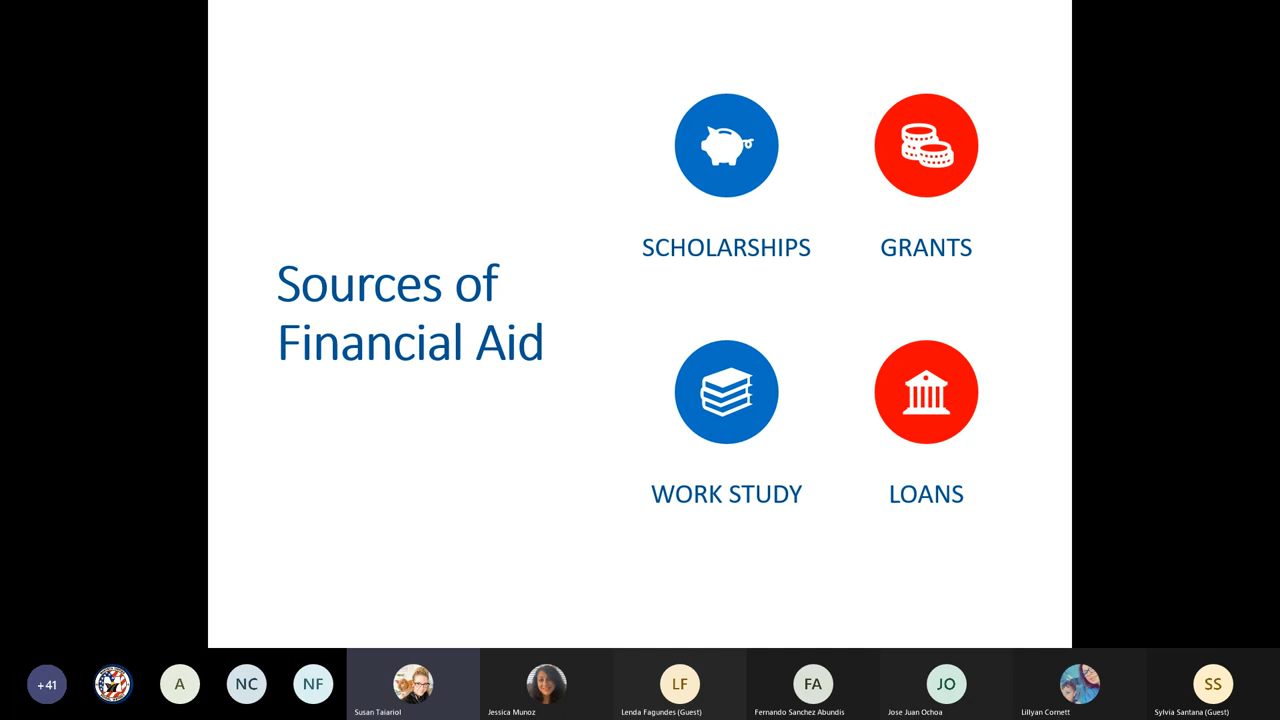 Sources of
Financial Aid
SCHOLARSHIPS
GRANTS
WORK STUDY
LOANS
+41
A
NC
NF
Susan Taiariol
Jessica Munoz
LF
Lenda Fagundes (Guest)
FA
Fernando Sanchez Abundis
JO
Jose Juan Ochoa
Lillyan Cornett
SS
Sylvia Santana (Guest)